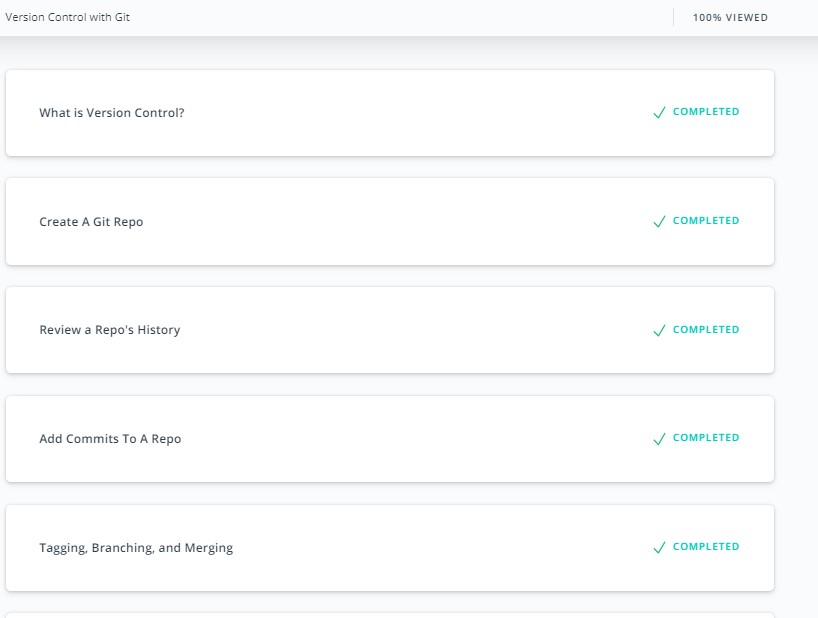 Version Control with Git
100% VIEWED
What is Version Control?
COMPLETED
Create A Git Repo
COMPLETED
Review a Repo's History
COMPLETED
Add Commits To A Repo
COMPLETED
Tagging, Branching, and Merging
COMPLETED